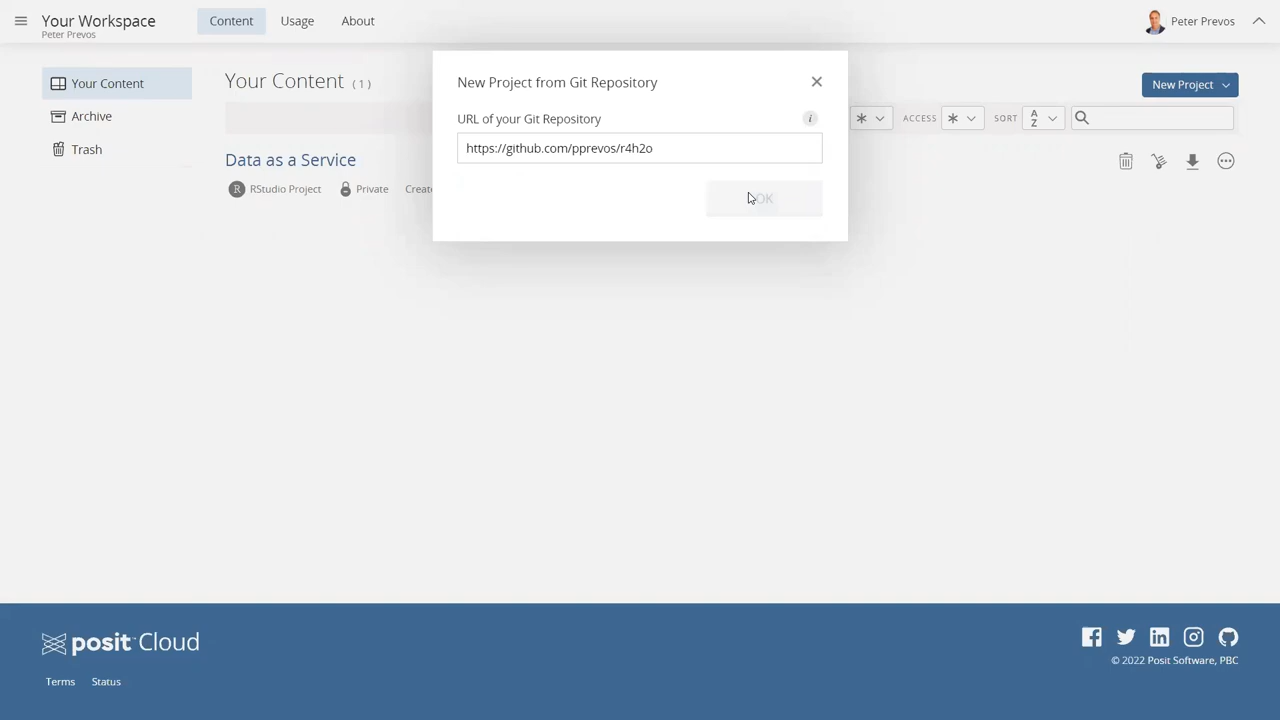 Your Workspace
Peter Prevos
Content
Usage
About
Peter Prevos
New Project from Git Repository
Your Content
Archive
Trash
Your Content (1)
New Project
URL of your Git Repository
https://github.com/pprevos/r4h2o
ACCESS
SORT
A
Z
OK
Data as a Service
RStudio Project
Private
posit Cloud
© 2022 Posit Software, PBC
Terms
Status